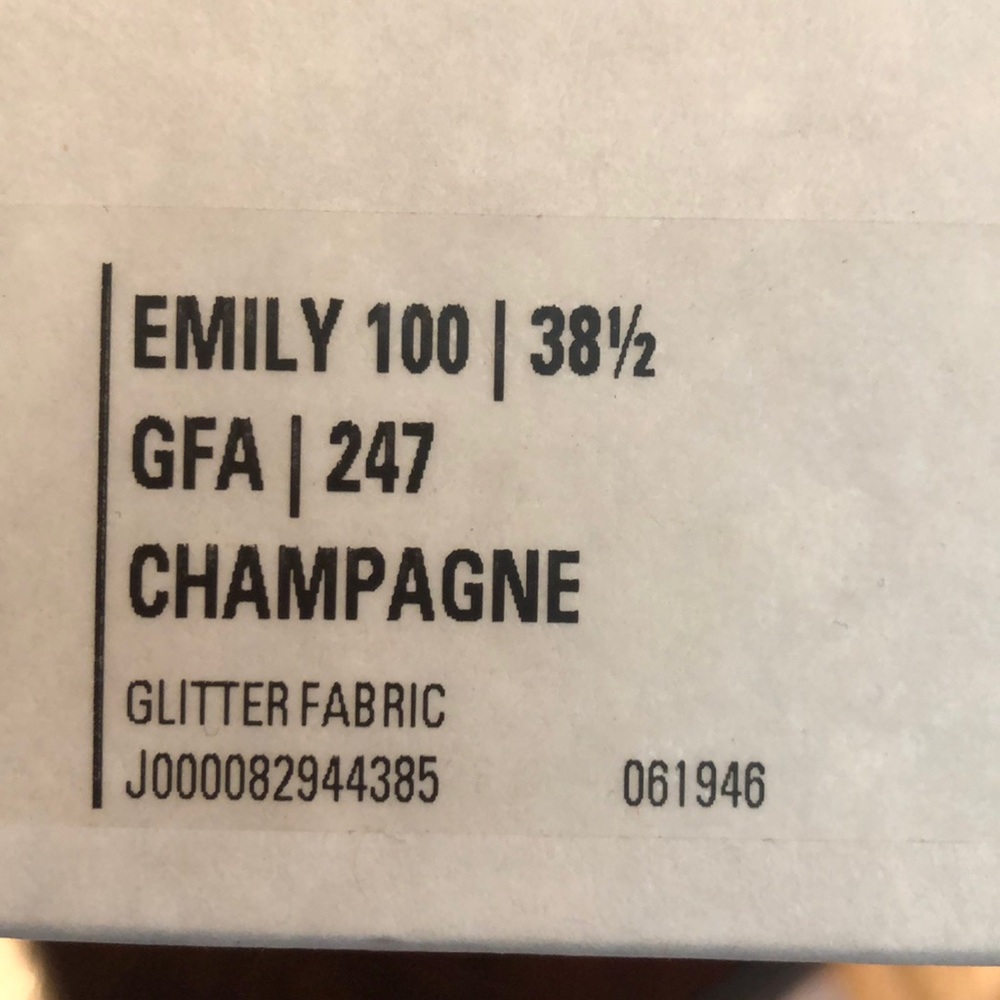 EMILY 100 | 38½
GFA | 247
CHAMPAGNE
GLITTER FABRIC
J000082944385 061946